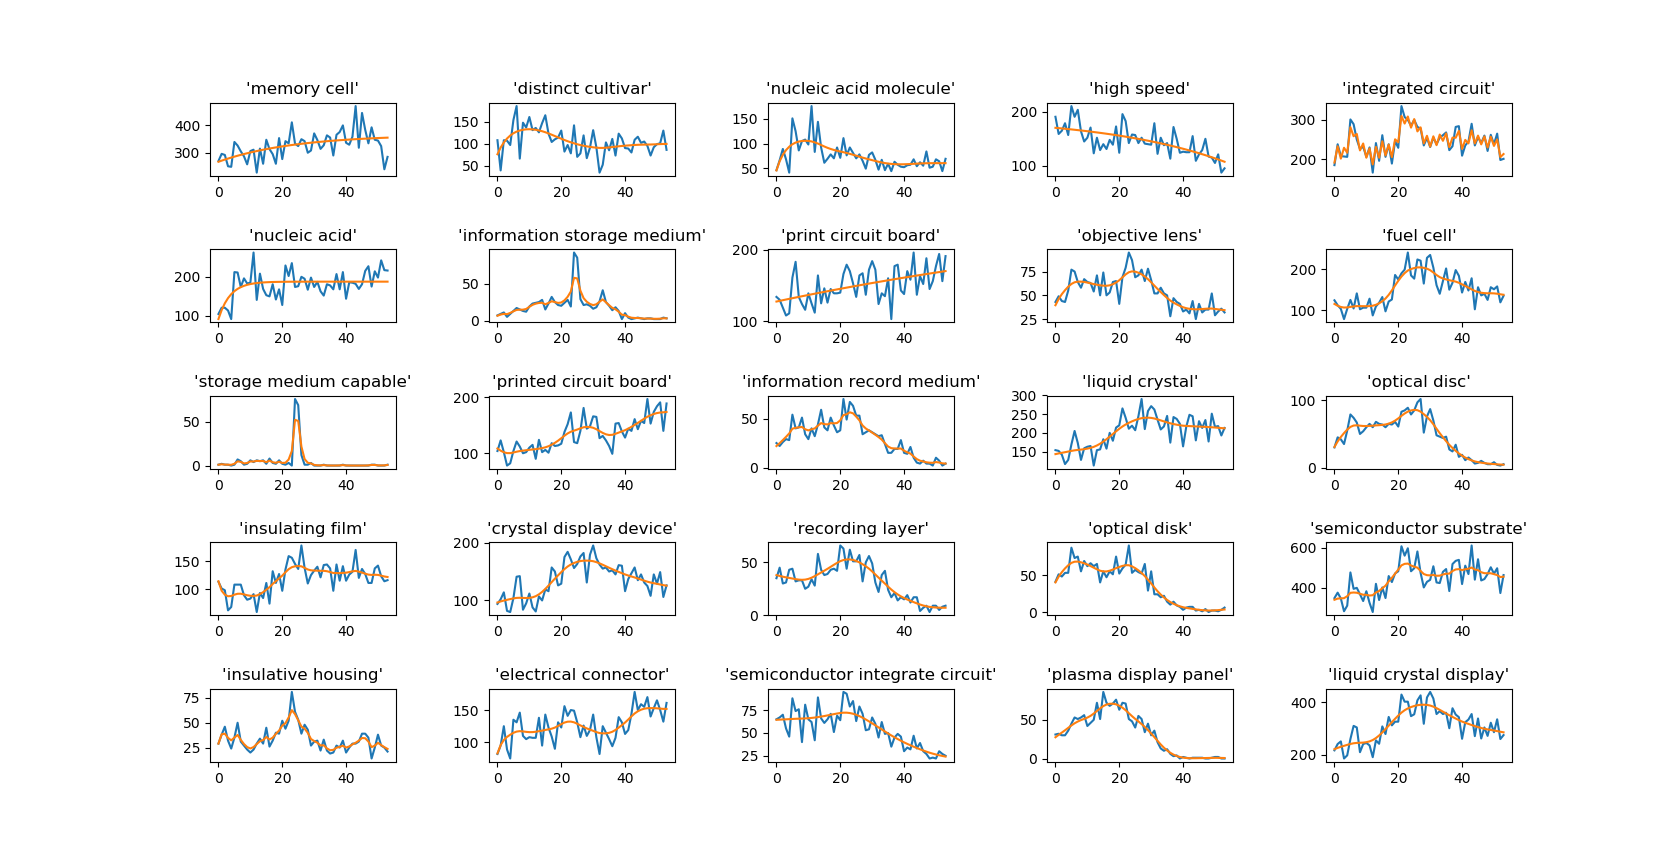 'memory cell' 'distinct cultivar' 'nucleic acid molecule' 'high speed' 'integrated circuit'
400 150 150 200 300
300 100 100 100 200
50 50
0 20 40 0 20 40 0 20 40 0 20 40 0 20 40
'nucleic acid' 'information storage medium' 'print circuit board' 'objective lens' 'fuel cell'
200 50 200 75 200
100 0 100 50 100
25
0 20 40 0 20 40 0 20 40 0 20 40 0 20 40
'storage medium capable' 'printed circuit board' 'information record medium' 'liquid crystal' 'optical disc'
50 200 50 300 100
0 100 0 250 0
200
150
0 20 40 0 20 40 0 20 40 0 20 40 0 20 40
'insulating film' 'crystal display device' 'recording layer' 'optical disk' 'semiconductor substrate'
150 200 50 50 600
100 100 0 0 400
0 20 40 0 20 40 0 20 40 0 20 40 0 20 40
'insulative housing' 'electrical connector' 'semiconductor integrate circuit' 'plasma display panel' 'liquid crystal display'
75 150 75 50 400
50 100 50 0 200
25 25
0 20 40 0 20 40 0 20 40 0 20 40 0 20 40